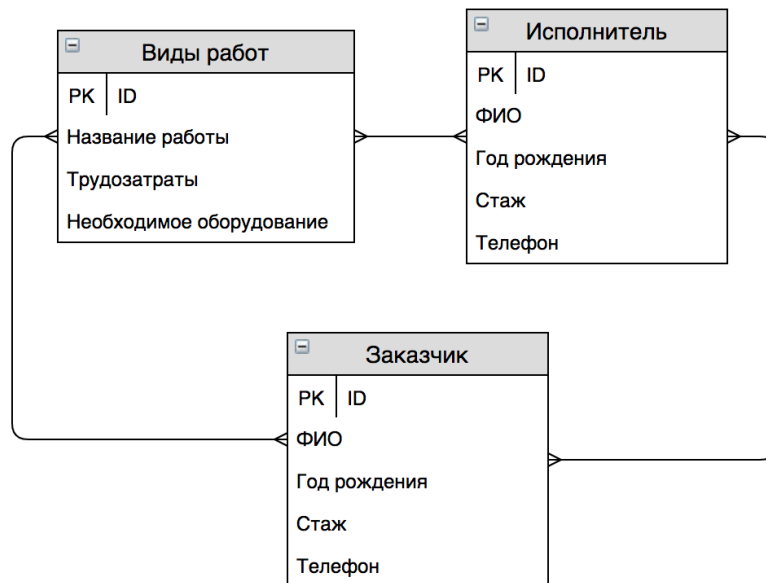 Виды работ
PK ID
Название работы
Трудозатраты
Необходимое оборудование
Исполнитель
PK ID
ФИО
Год рождения
Стаж
Телефон
Заказчик
PK ID
ФИО
Год рождения
Стаж
Телефон